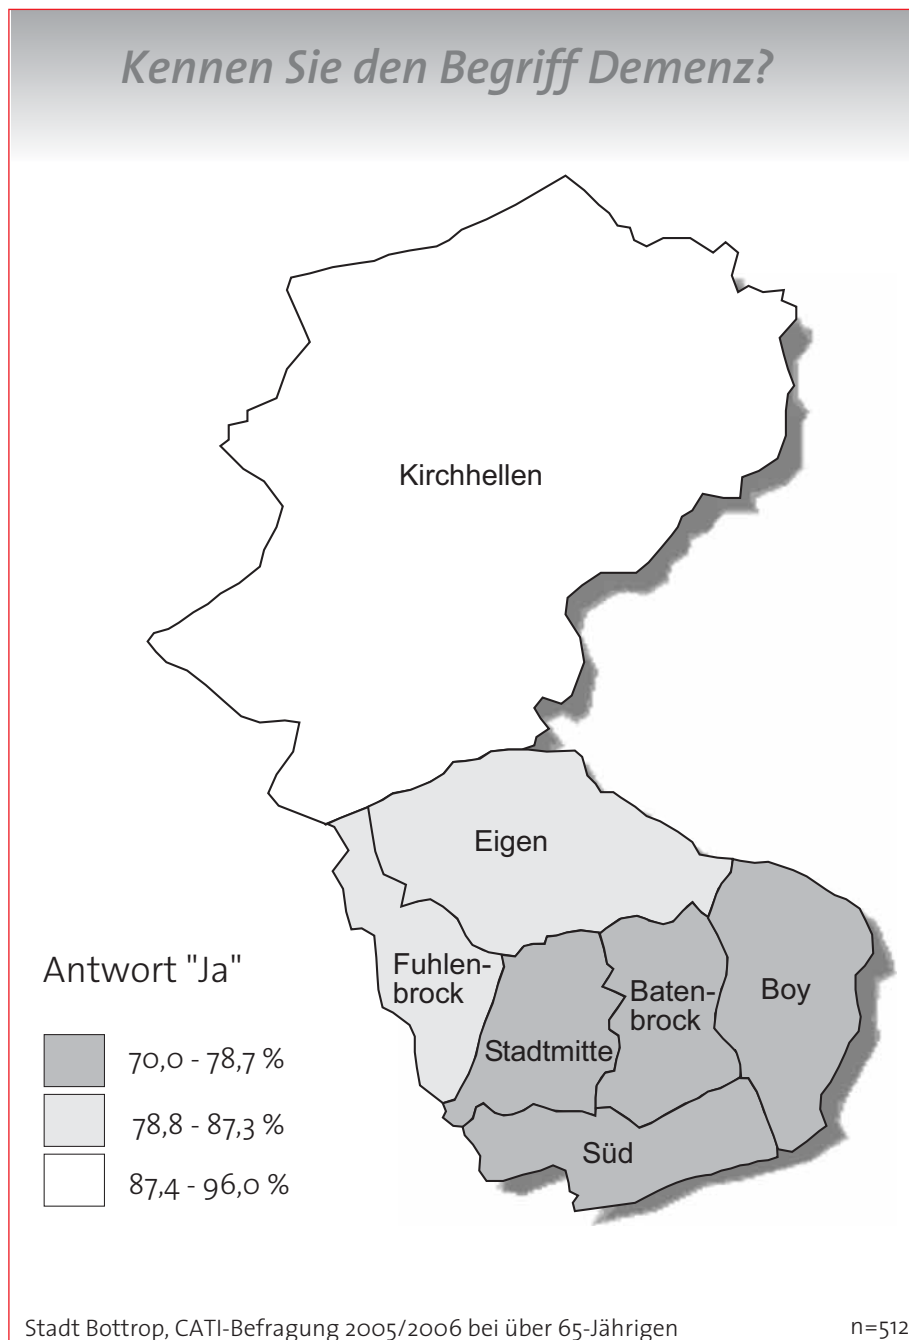 Kennen Sie den Begriff Demenz?
Kirchhellen
Eigen
Fuhlen-
brock
Baten-
brock
Boy
Stadtmitte
Süd
Antwort "Ja"
70,0 - 78,7 %
78,8 - 87,3 %
87,4 - 96,0 %
Stadt Bottrop, CATI-Befragung 2005/2006 bei über 65-Jährigen n=512